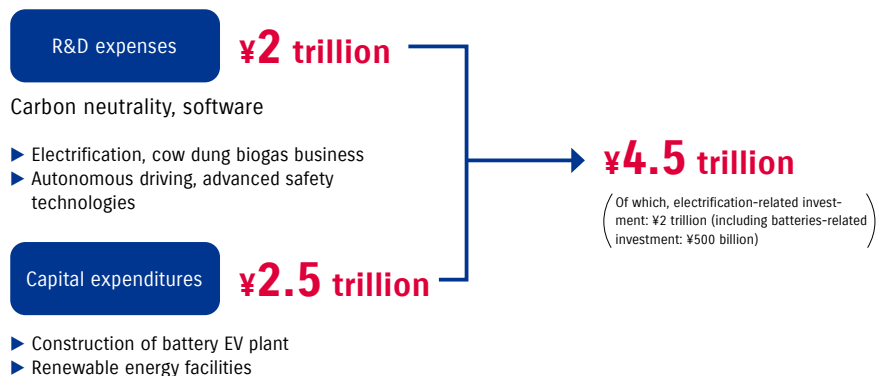 R&D expenses
¥2 trillion
Carbon neutrality, software
▶ Electrification, cow dung biogas business
▶ Autonomous driving, advanced safety
technologies
¥4.5 trillion
(Of which, electrification-related invest-
ment: ¥2 trillion (including batteries-related
investment: ¥500 billion))
Capital expenditures
¥2.5 trillion
▶ Construction of battery EV plant
▶ Renewable energy facilities